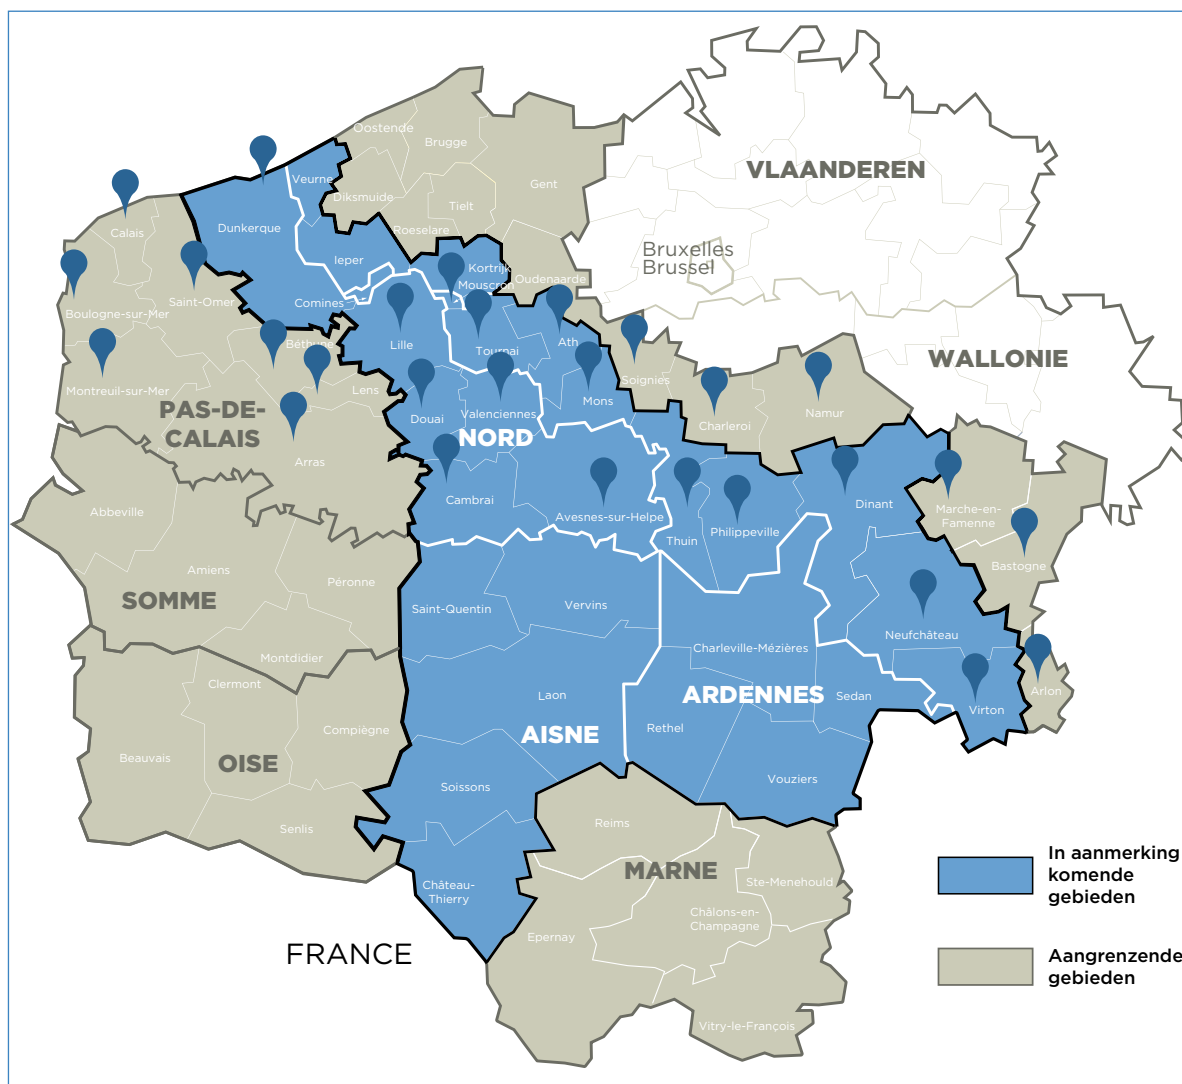 Oostende
Brugge
VLAANDEREN
Veurne
Gent
Diksmuide
Tielt
Dunkerque
Calais
Roeselare
Bruxelles
Brussel
Ieper
Kortrijk
Oudenaarde
Mouscron
Saint-Omer
Comines
Boulogne-sur-Mer
Béthune
Lille
Tournai
Ath
WALLONIE
Soignies
Montreuil-sur-Mer
Lens
Mons
PAS-DE-
CALAIS
Douai
Valenciennes
Charleroi
Namur
NORD
Arras
Cambrai
Dinant
Abbeville
Avesnes-sur-Helpe
Marche-en-
Famenne
Thuin
Philippeville
Amiens
Péronne
Bastogne
SOMME
Saint-Quentin
Vervins
Neufchâteau
Montdidier
Charleville-Mézières
Clermont
Laon
ARDENNES
Sedan
Arlon
Virton
Compiègne
Rethel
AISNE
Beauvais
OISE
Soissons
Vouziers
Senlis
Reims
In aanmerking
komende
gebieden
MARNE
Château-
Thierry
Ste-Menehould
Châlons-en-
Champagne
Epernay
FRANCE
Aangrenzende
gebieden
Vitry-le-François